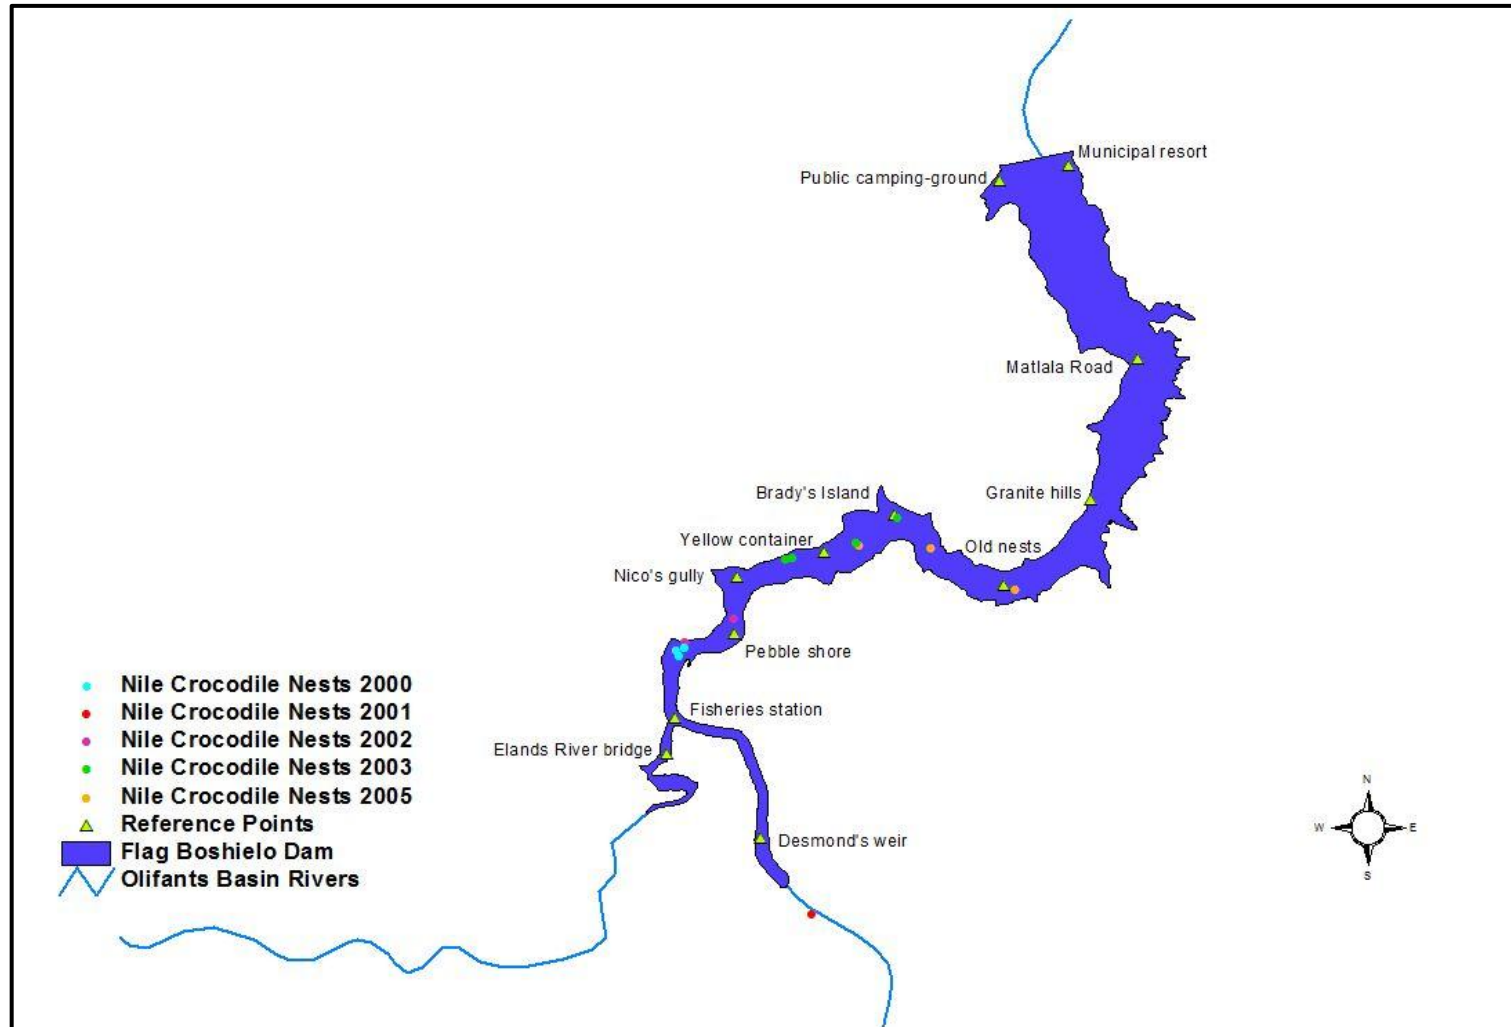 Municipal resort
Public camping-ground
Matlala Road
Brady's Island
Granite hills
Yellow container
Old nests
Nico's gully
Pebble shore
Nile Crocodile Nests 2000
Nile Crocodile Nests 2001
Fisheries station
Nile Crocodile Nests 2002
Elands River bridge
Nile Crocodile Nests 2003
Nile Crocodile Nests 2005
Reference Points
Flag Boshielo Dam
Desmond's weir
Olifants Basin Rivers
N
W
E
S